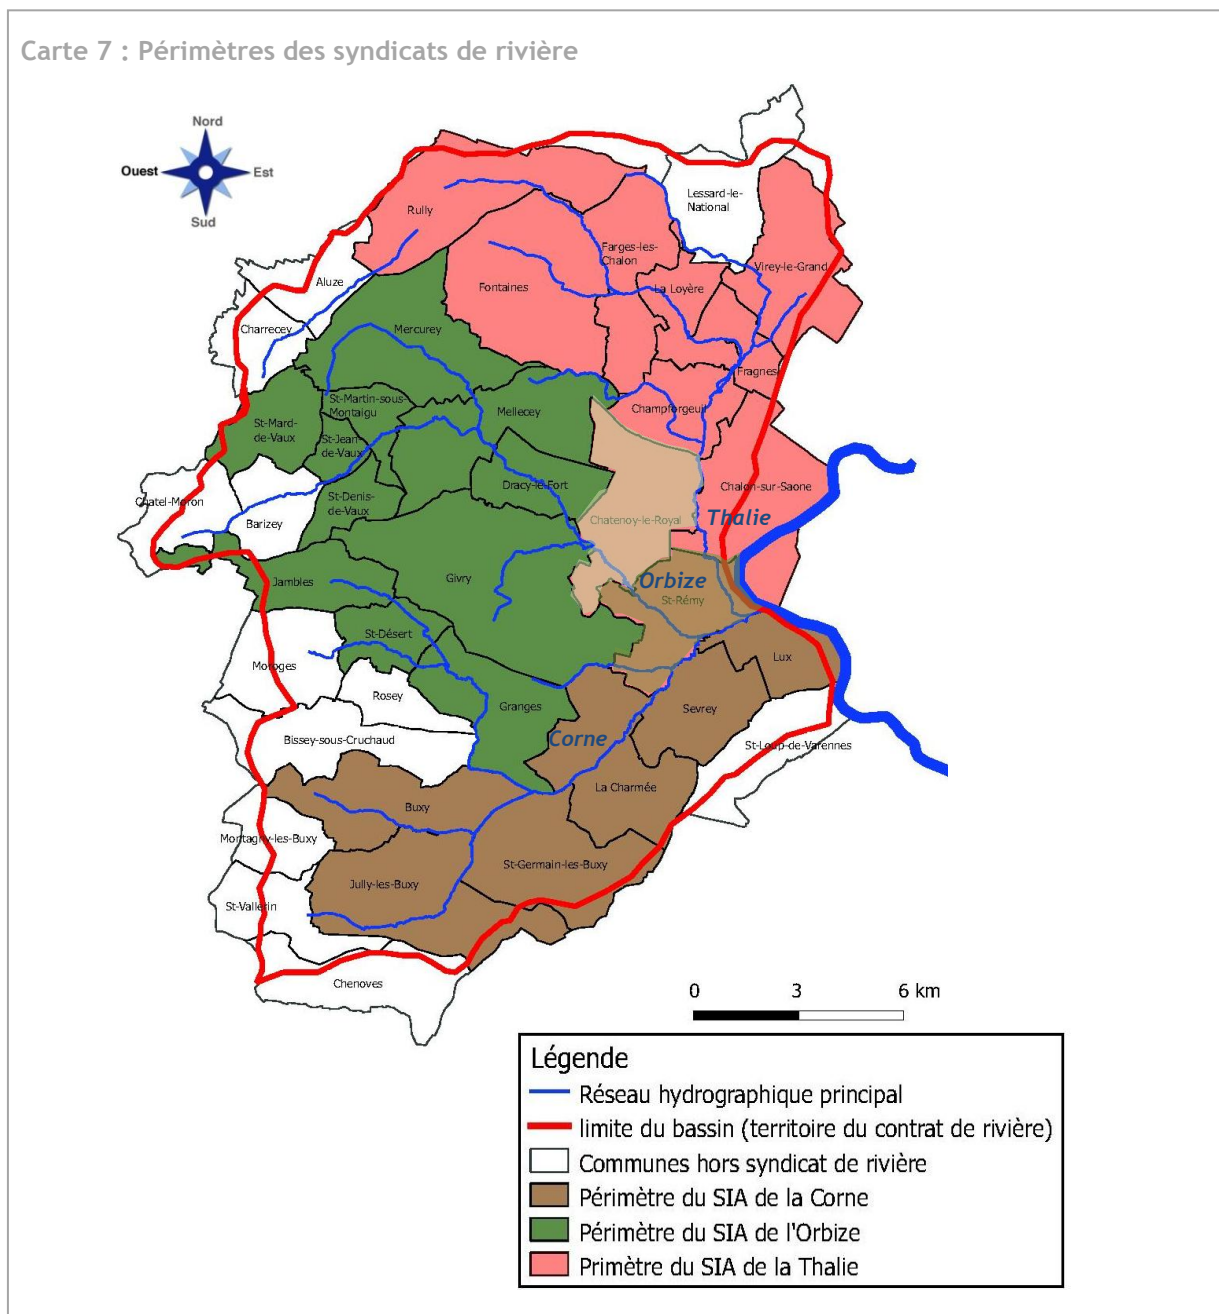 Carte 7 : Périmètres des syndicats de rivière
Nord
Ouest
Est
Sud
Lessard-le-
National
Rully
Farges-les-
Chalon
Virey-le-Grand
Aluze
Fontaines
La Loyère
Charrecey
Mercurey
Fragnes
St-Martin-sous-
Montaigu
Mellecey
Champforgeuil
St-Mard-
de-Vaux
St-Jean-
de-Vaux
Dracy-le-Fort
Chalon-sur-Saone
Chatel-Moron
St-Denis-
de-Vaux
Barizey
Chatenoy-le-Royal
Thalie
Jambles
Givry
Orbize
St-Rémy
St-Désert
Lux
Moroges
Rosey
Granges
Sevrey
Bissey-sous-Cruchaud
Corne
St-Loup-de-Varennes
La Charmée
Buxy
Montagny-les-Buxy
St-Germain-les-Buxy
Jully-les-Buxy
St-Vallerin
Chenoves
0 3 6 km
Légende
Réseau hydrographique principal
limite du bassin (territoire du contrat de rivière)
Communes hors syndicat de rivière
Périmètre du SIA de la Corne
Périmètre du SIA de l'Orbize
Primètre du SIA de la Thalie